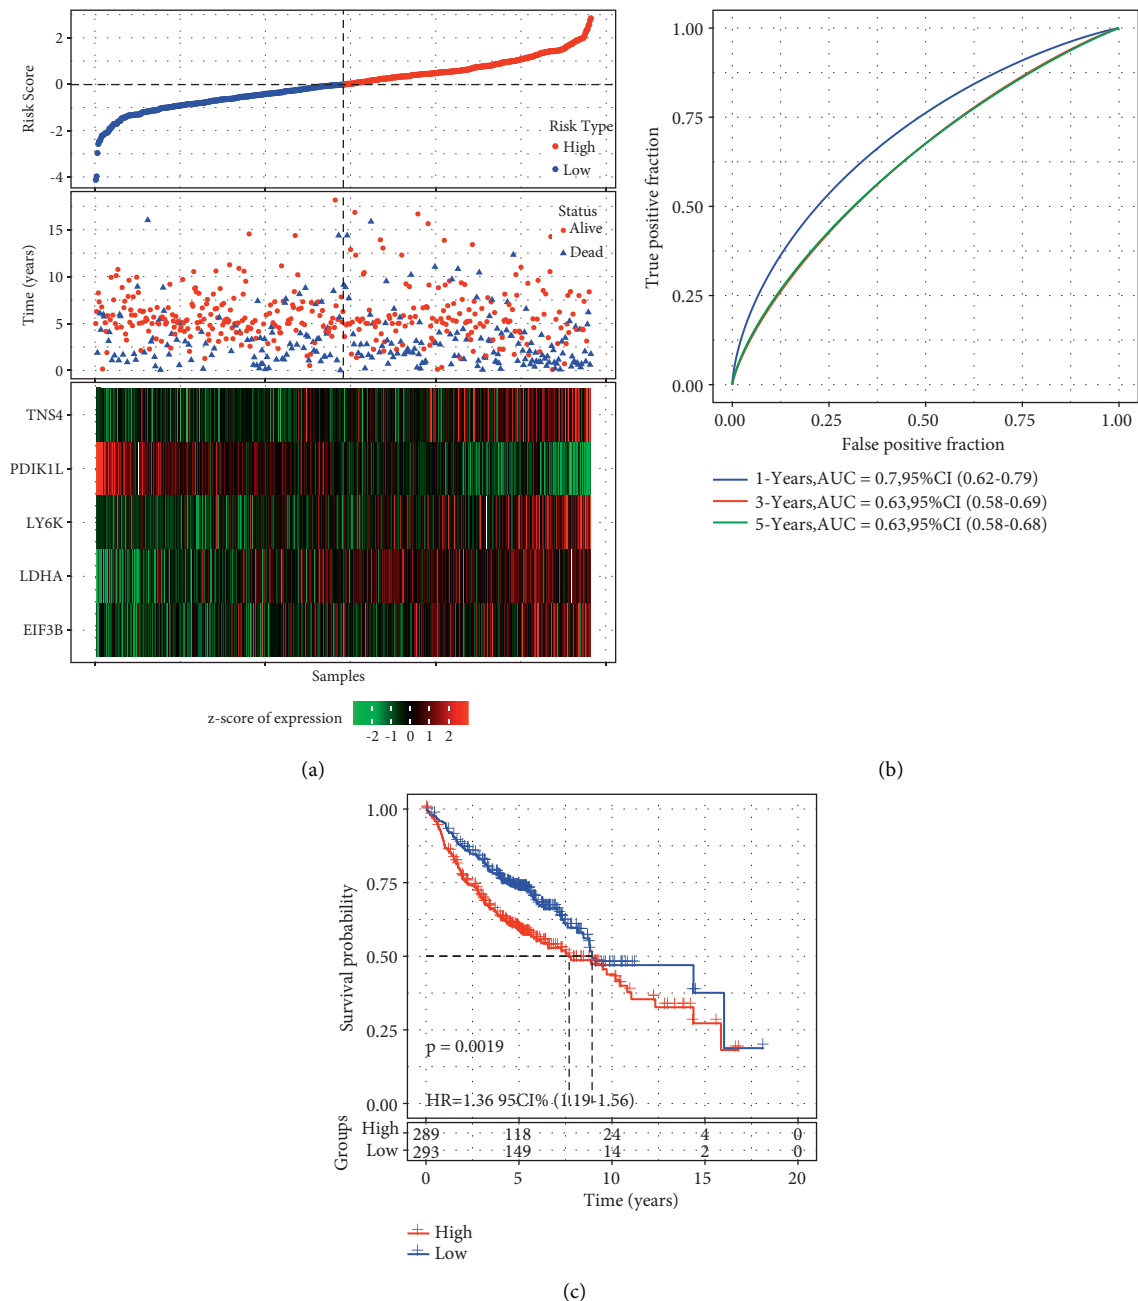 2
0
-2
-4
Risk Score
Risk Type
High
Low
15
10
5
0
Time (years)
Status
Alive
Dead
TNS4
PDIK1L
LY6K
LDHA
EIF3B
Samples
z-score of expression
-2 -1 0 1 2
(a)
1.00
0.75
0.50
0.25
0.00
True positive fraction
0.00 0.25 0.50 0.75 1.00
False positive fraction
1-Years,AUC = 0.7,95%CI (0.62-0.79)
3-Years,AUC = 0.63,95%CI (0.58-0.69)
5-Years,AUC = 0.63,95%CI (0.58-0.68)
(b)
1.00
0.75
0.50
0.25
0.00
Survival probability
p = 0.0019
HR=1.36 95CI% (1.19-1.56)
Groups
High 289 118 24 4 0
Low 293 149 14 2 0
0 5 10 15 20
Time (years)
High
Low
(c)